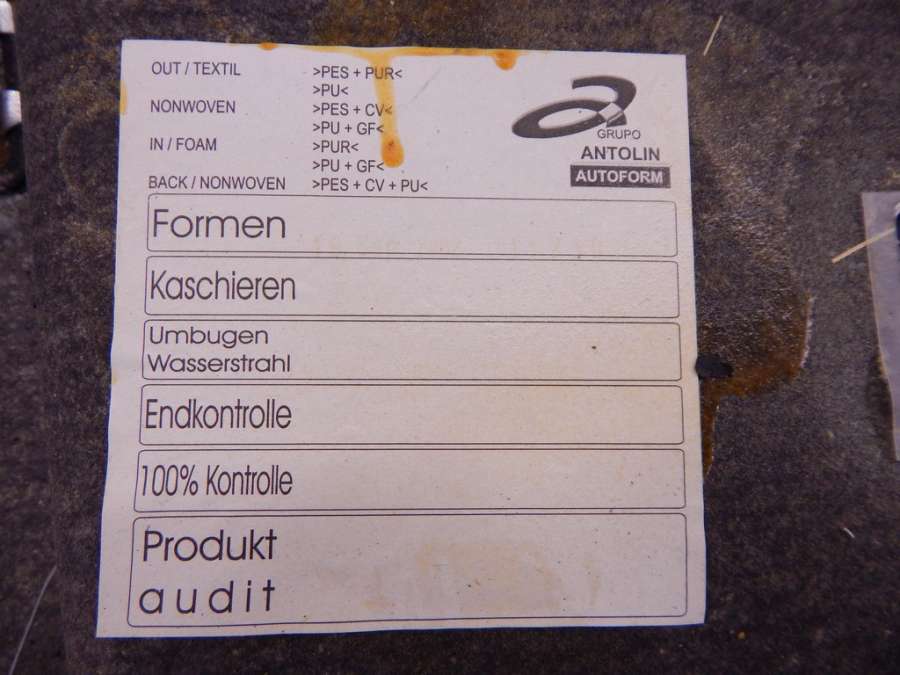 OUT / TEXTIL >PES + PUR<
>PU<
NONWOVEN >PES + CV<
>PU + GF<
IN / FOAM >PUR<
>PU + GF<
BACK / NONWOVEN >PES + CV + PU<
GRUPO
ANTOLIN
AUTOFORM
Formen
Kaschieren
Umbugen
Wasserstrahl
Endkontrolle
100% Kontrolle
Produkt
audit